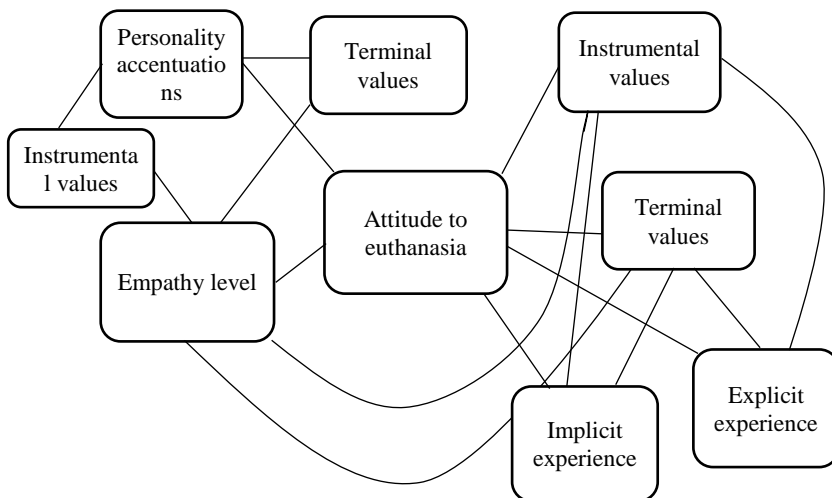 Personality
accentuatio
ns
Terminal
values
Instrumental
values
Instrumenta
l values
Attitude to
euthanasia
Terminal
values
Empathy level
Implicit
experience
Explicit
experience